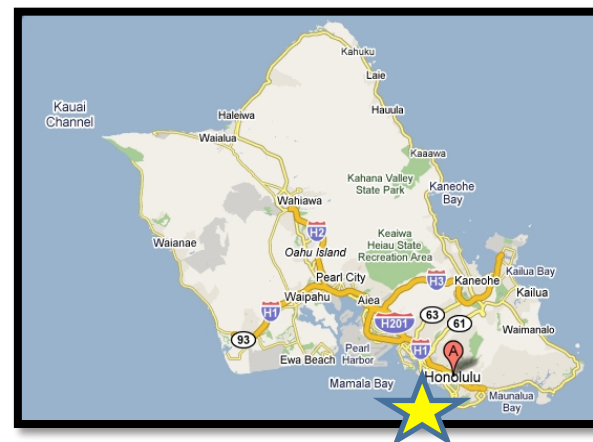 Kahuku
Laie
Kauai
Channel
Haleiwa
Hauula
Waialua
Kaaawa
Kahana Valley
State Park
Kaneohe
Bay
Wahiawa
H2
Keaiwa
Heiau State
Recreation Area
Waianae
Oahu Island
Pearl City
H3
Kaneohe
Kailua Bay
Kailua
Waipahu
Aiea
H1
63
61
H201
Waimanalo
93
Pearl
Harbor
H1
A
Ewa Beach
Honolulu
Mamala Bay
Maunalua
Bay